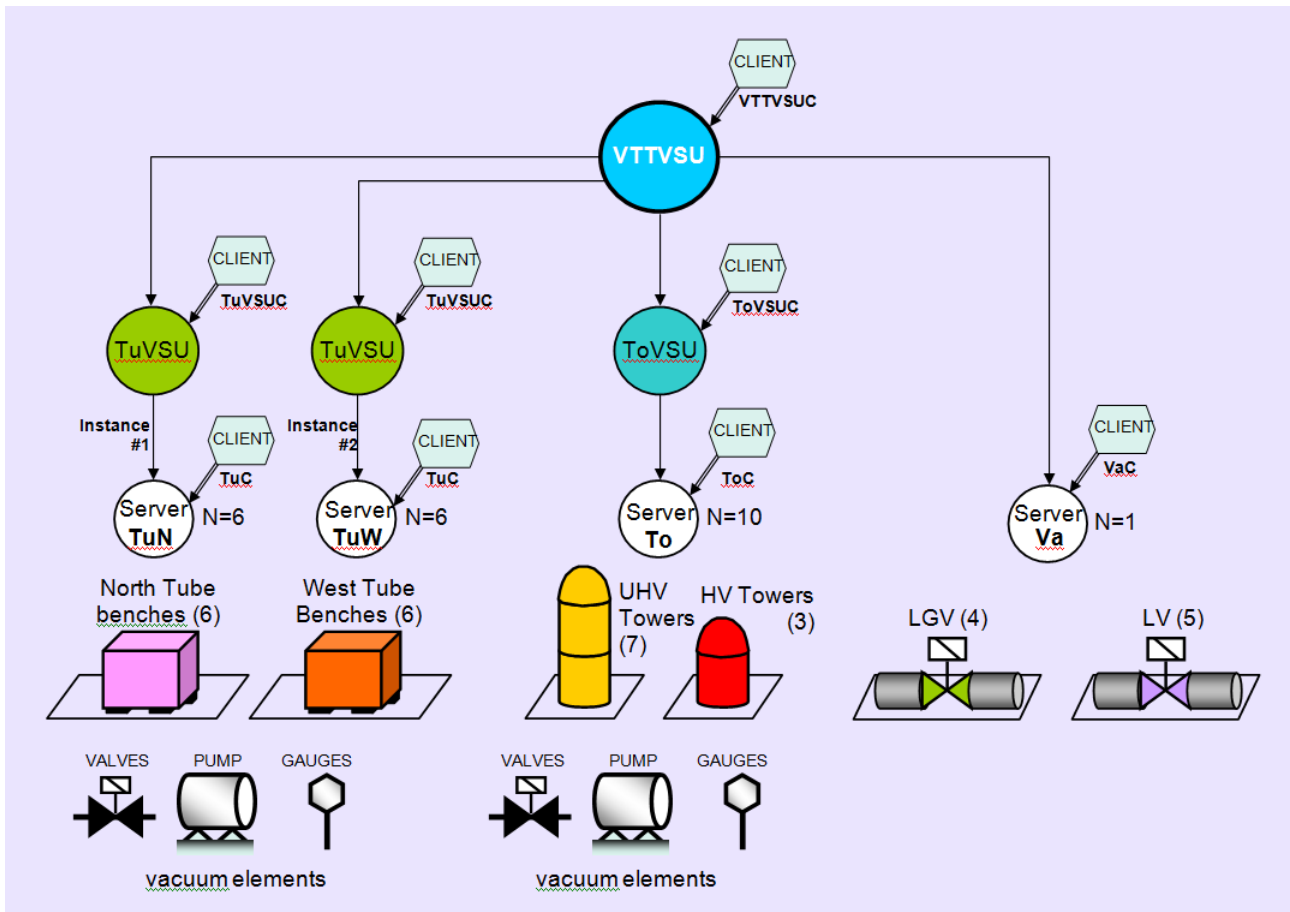 CLIENT
VTTVSUC
VTTVSU
CLIENT
TuVSUC
TuVSU
CLIENT
TuVSUC
TuVSU
CLIENT
ToVSUC
ToVSU
Instance
#1
CLIENT
TuC
Server
TuN
N=6
Instance
#2
CLIENT
TuC
Server
TuW
N=6
CLIENT
ToC
Server
To
N=10
CLIENT
VaC
Server
Va
N=1
North Tube
benches (6)
West Tube
Benches (6)
UHV
Towers
(7)
HV Towers
(3)
LGV (4)
LV (5)
VALVES
PUMP
GAUGES
vacuum elements
VALVES
PUMP
GAUGES
vacuum elements